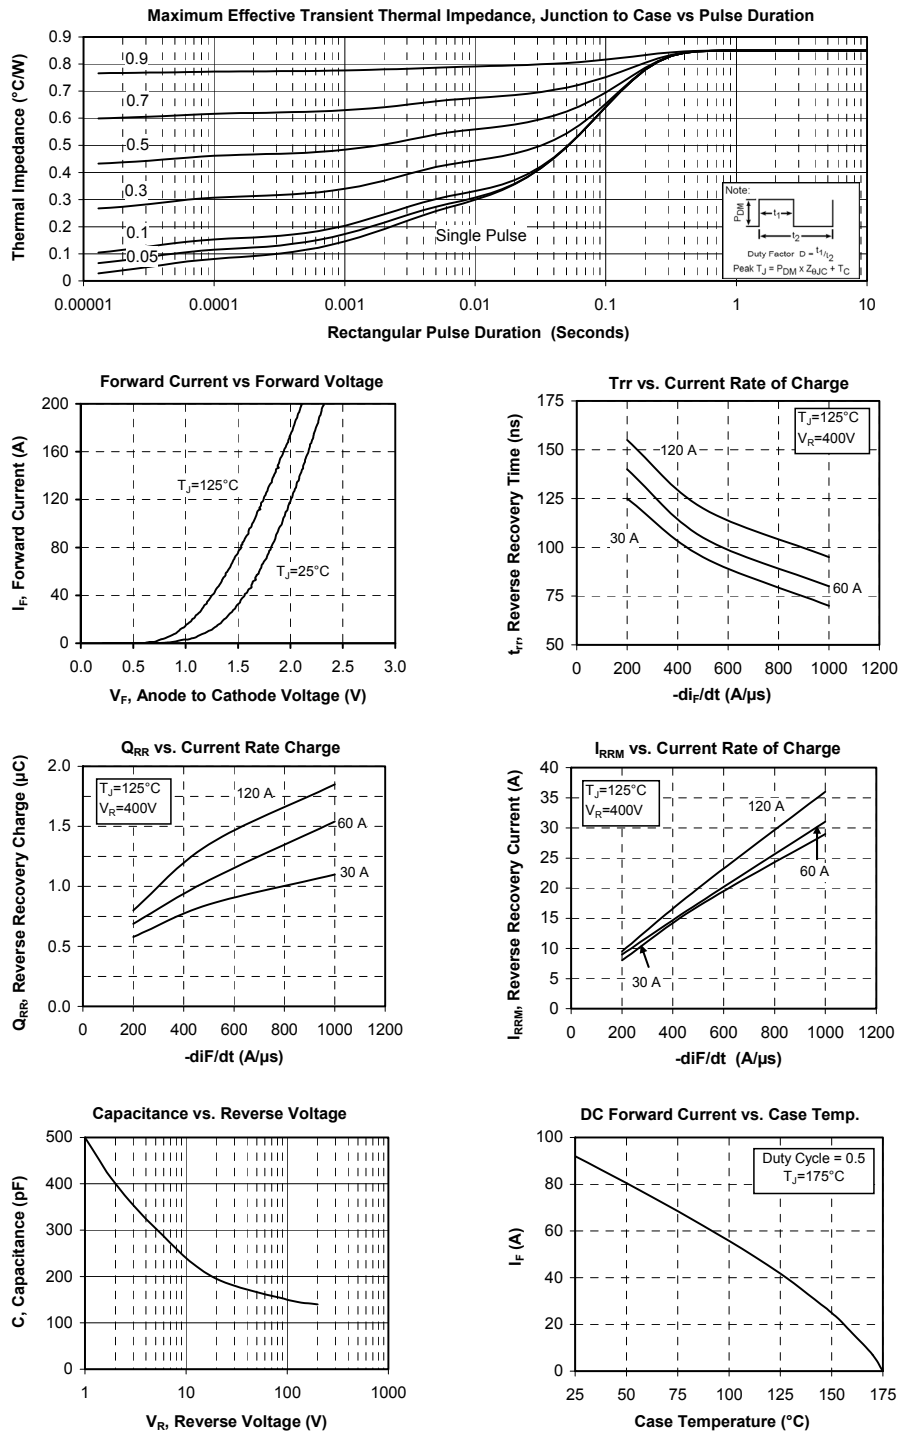 Maximum Effective Transient Thermal Impedance, Junction to Case vs Pulse Duration
Thermal Impedance (°C/W)
0.9
0.8
0.7
0.6
0.5
0.4
0.3
0.2
0.1
0
0.9
0.7
0.5
0.3
0.1
0.05
Single Pulse
Note:
PDM
t1
t2
Duty Factor D = t1/t2
Peak TJ = PDM x ZθJC + TC
0.00001 0.0001 0.001 0.01 0.1 1 10
Rectangular Pulse Duration (Seconds)
Forward Current vs Forward Voltage
IF, Forward Current (A)
200
160
120
80
40
0
TJ=125°C
TJ=25°C
0.0 0.5 1.0 1.5 2.0 2.5 3.0
VF, Anode to Cathode Voltage (V)
Trr vs. Current Rate of Charge
trr, Reverse Recovery Time (ns)
175
150
125
100
75
50
TJ=125°C
VR=400V
120 A
30 A
60 A
0 200 400 600 800 1000 1200
-diF/dt (A/µs)
QRR vs. Current Rate Charge
QRR, Reverse Recovery Charge (µC)
2.0
1.5
1.0
0.5
0.0
TJ=125°C
VR=400V
120 A
60 A
30 A
0 200 400 600 800 1000 1200
-diF/dt (A/µs)
IRRM vs. Current Rate of Charge
IRRM, Reverse Recovery Current (A)
40
35
30
25
20
15
10
5
0
TJ=125°C
VR=400V
120 A
60 A
30 A
0 200 400 600 800 1000 1200
-diF/dt (A/µs)
Capacitance vs. Reverse Voltage
C, Capacitance (pF)
500
400
300
200
100
0
1 10 100 1000
VR, Reverse Voltage (V)
DC Forward Current vs. Case Temp.
IF (A)
100
80
60
40
20
0
Duty Cycle = 0.5
TJ=175°C
25 50 75 100 125 150 175
Case Temperature (°C)